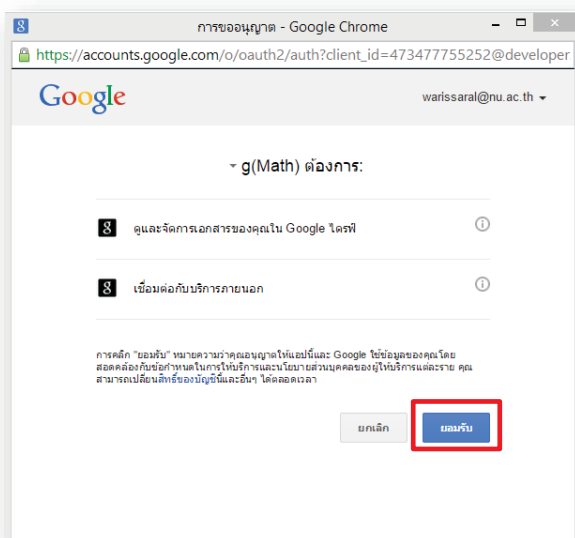 8 การขออนุญาต - Google Chrome
https://accounts.google.com/o/oauth2/auth?client_id=473477755252@developer
Google warissaral@nu.ac.th
g(Math) ต้องการ:
8 ดูและจัดการเอกสารของคุณใน Google ไดรฟ์
8 เชื่อมต่อกับบริการภายนอก
การคลิก "ยอมรับ" หมายความว่าคุณอนุญาตให้แอปนี้และ Google ใช้ข้อมูลของคุณโดย
สอดคล้องกับข้อกำหนดในการให้บริการและนโยบายส่วนบุคคลของผู้ให้บริการแต่ละราย คุณ
สามารถเปลี่ยนสิทธิ์ของบัญชีนี้และอื่นๆ ได้ตลอดเวลา
ยกเลิก ยอมรับ